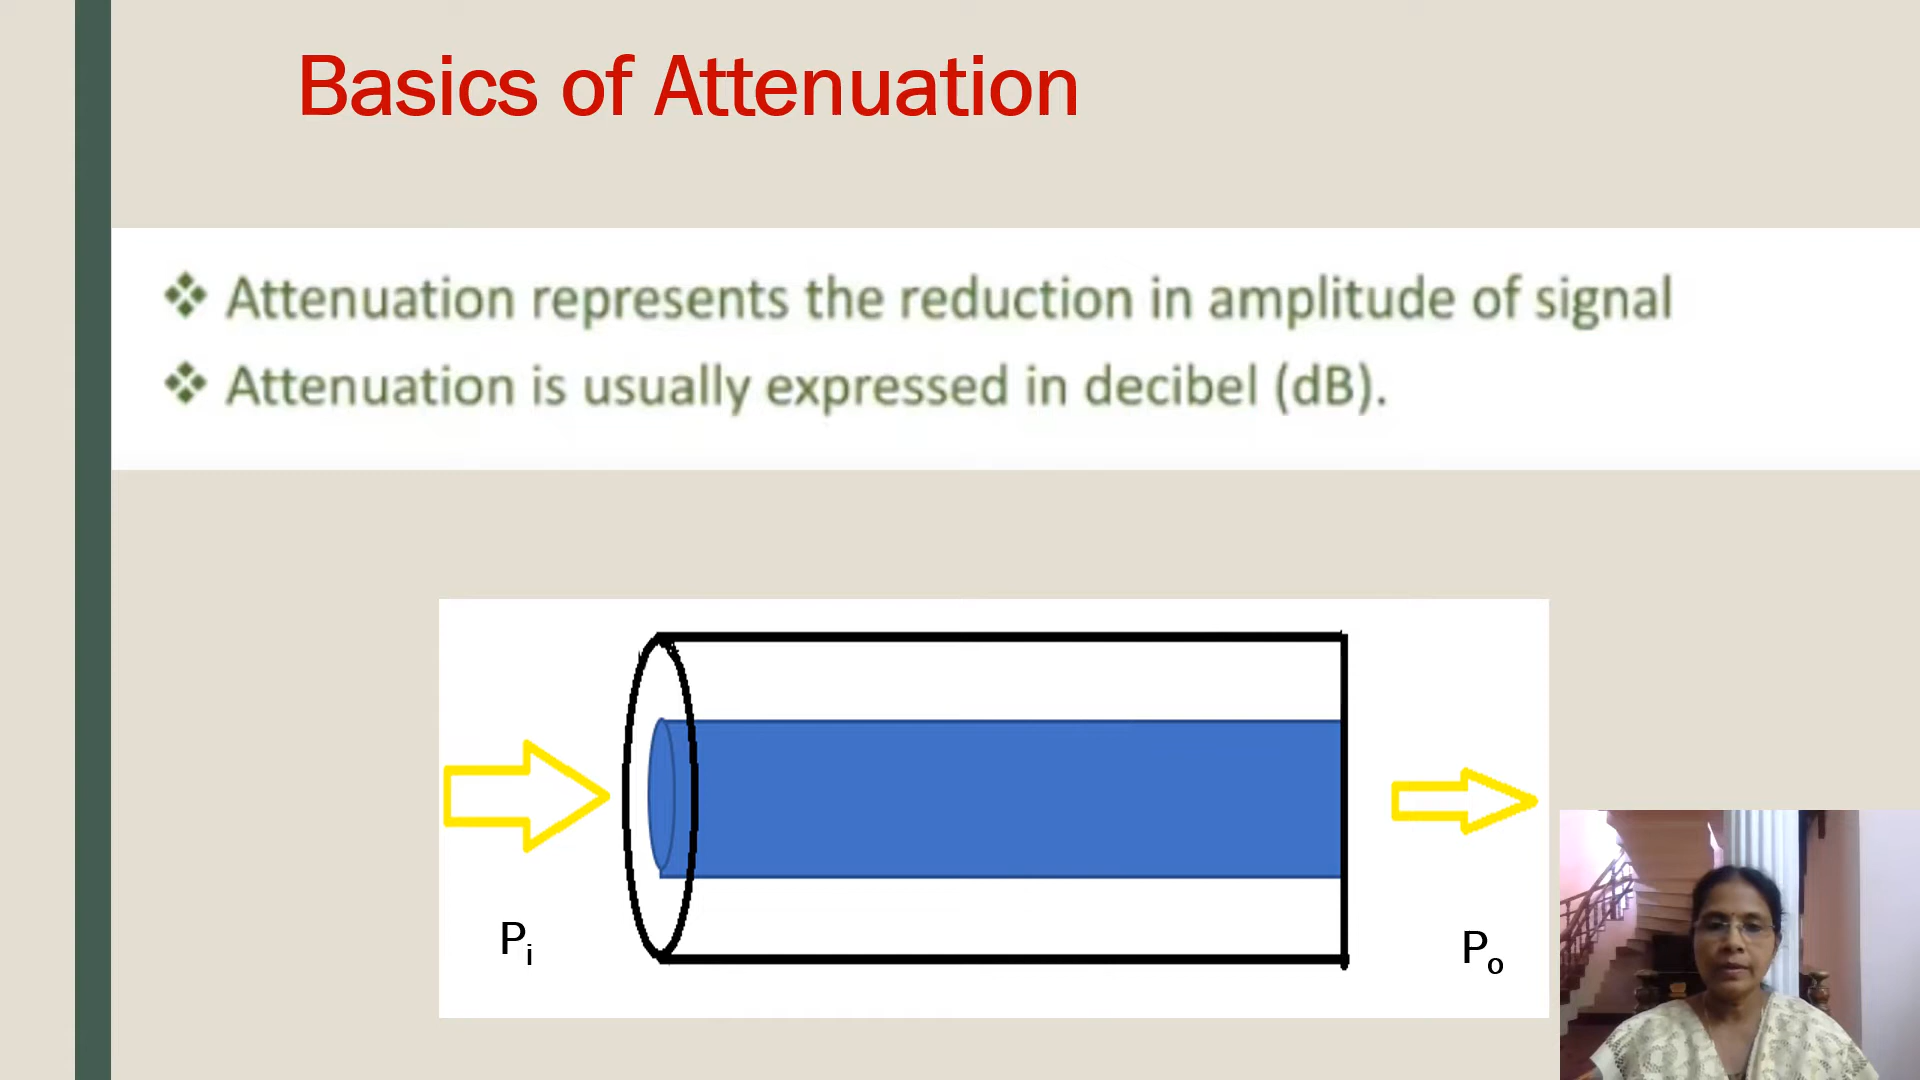 Basics of Attenuation
❖ Attenuation represents the reduction in amplitude of signal
❖ Attenuation is usually expressed in decibel (dB).
Pi
Po